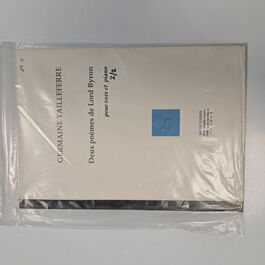 GERMAINE TAILLEFERRE
Deux poèmes de Lord Byron
pour voix et piano
2/2